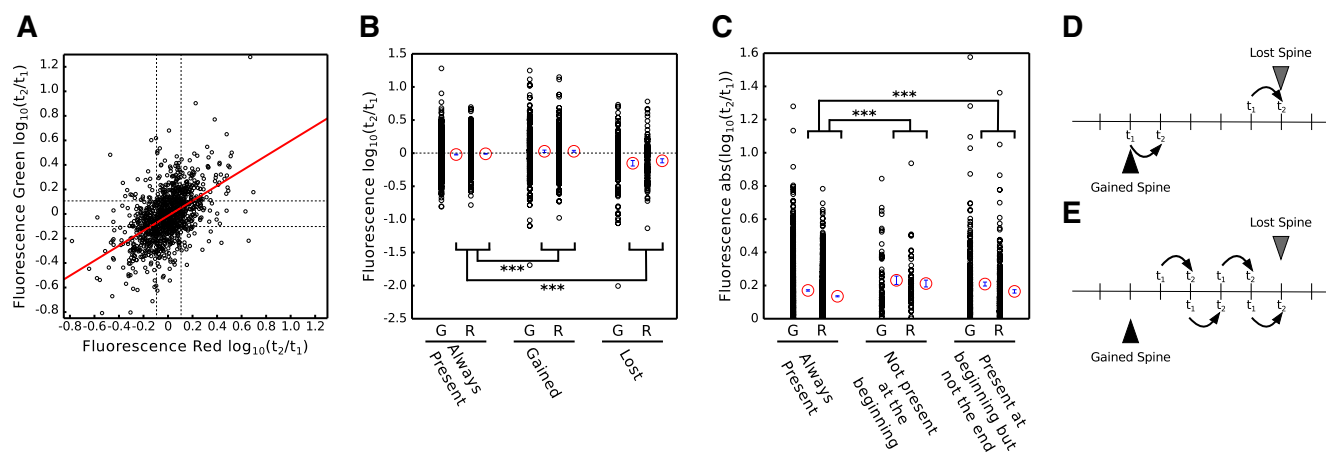 A
Fluorescence Green log10(t2/t1)
1.2
1.0
0.8
0.6
0.4
0.2
0
-0.2
-0.4
-0.6
-0.8
-0.8 -0.6 -0.4 -0.2 0 0.2 0.4 0.6 0.8 1.0 1.2
Fluorescence Red log10(t2/t1)
B
Fluorescence log10(t2/t1)
1.5
1.0
0.5
0
-0.5
-1.0
-1.5
-2.0
-2.5
***
***
G R G R G R
Always
Present
Gained
Lost
C
Fluorescence abs(log10(t2/t1))
1.6
1.4
1.2
1.0
0.8
0.6
0.4
0.2
0
***
***
G R G R G R
Always
Present
Not present
at the
beginning
Present at
beginning but
not the end
D
Lost Spine
t1 t2
t1 t2
Gained Spine
E
Lost Spine
t1 t2 t1 t2
t1 t2 t1 t2
Gained Spine